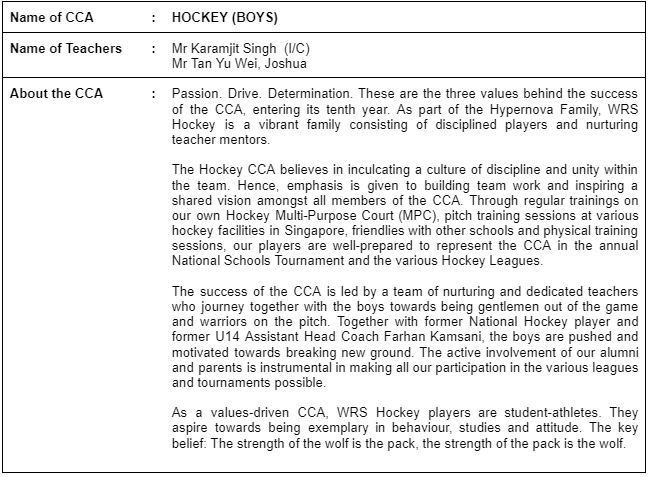 Name of CCA : HOCKEY (BOYS)
Name of Teachers : Mr Karamjit Singh (I/C)
Mr Tan Yu Wei, Joshua
About the CCA : Passion. Drive. Determination. These are the three values behind the success
of the CCA, entering its tenth year. As part of the Hypernova Family, WRS
Hockey is a vibrant family consisting of disciplined players and nurturing
teacher mentors.
The Hockey CCA believes in inculcating a culture of discipline and unity within
the team. Hence, emphasis is given to building team work and inspiring a
shared vision amongst all members of the CCA. Through regular trainings on
our own Hockey Multi-Purpose Court (MPC), pitch training sessions at various
hockey facilities in Singapore, friendlies with other schools and physical training
sessions, our players are well-prepared to represent the CCA in the annual
National Schools Tournament and the various Hockey Leagues.
The success of the CCA is led by a team of nurturing and dedicated teachers
who journey together with the boys towards being gentlemen out of the game
and warriors on the pitch. Together with former National Hockey player and
former U14 Assistant Head Coach Farhan Kamsani, the boys are pushed and
motivated towards breaking new ground. The active involvement of our alumni
and parents is instrumental in making all our participation in the various leagues
and tournaments possible.
As a values-driven CCA, WRS Hockey players are student-athletes. They
aspire towards being exemplary in behaviour, studies and attitude. The key
belief: The strength of the wolf is the pack, the strength of the pack is the wolf.